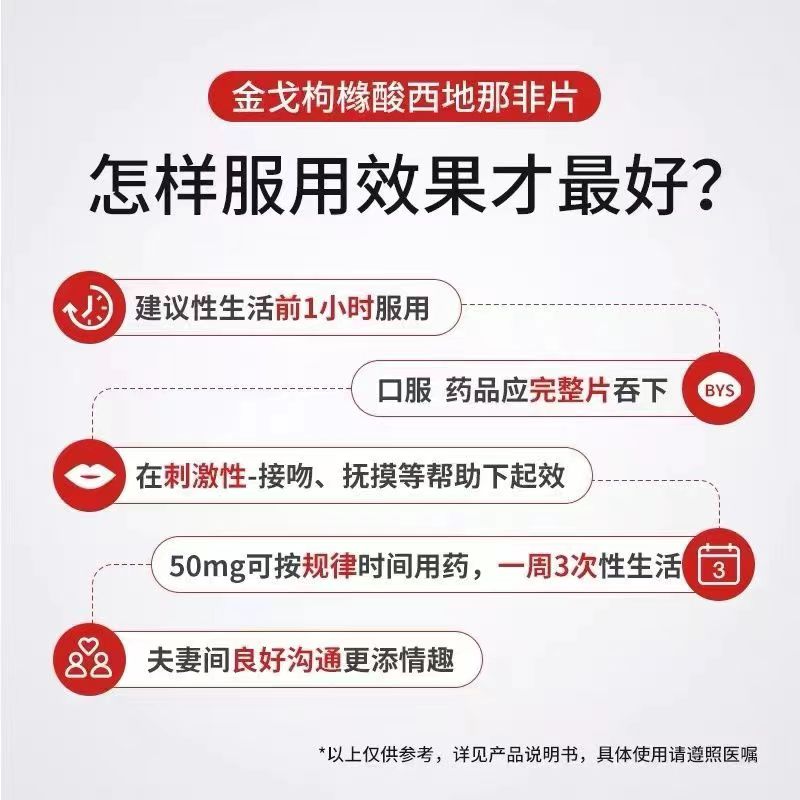 金戈枸橼酸西地那非片
怎样服用效果才最好？
建议性生活前1小时服用
口服 药品应完整片吞下
BYS
在刺激性-接吻、抚摸等帮助下起效
50mg可按规律时间用药，一周3次性生活
3
夫妻间良好沟通更添情趣
*以上仅供参考，详见产品说明书，具体使用请遵照医嘱